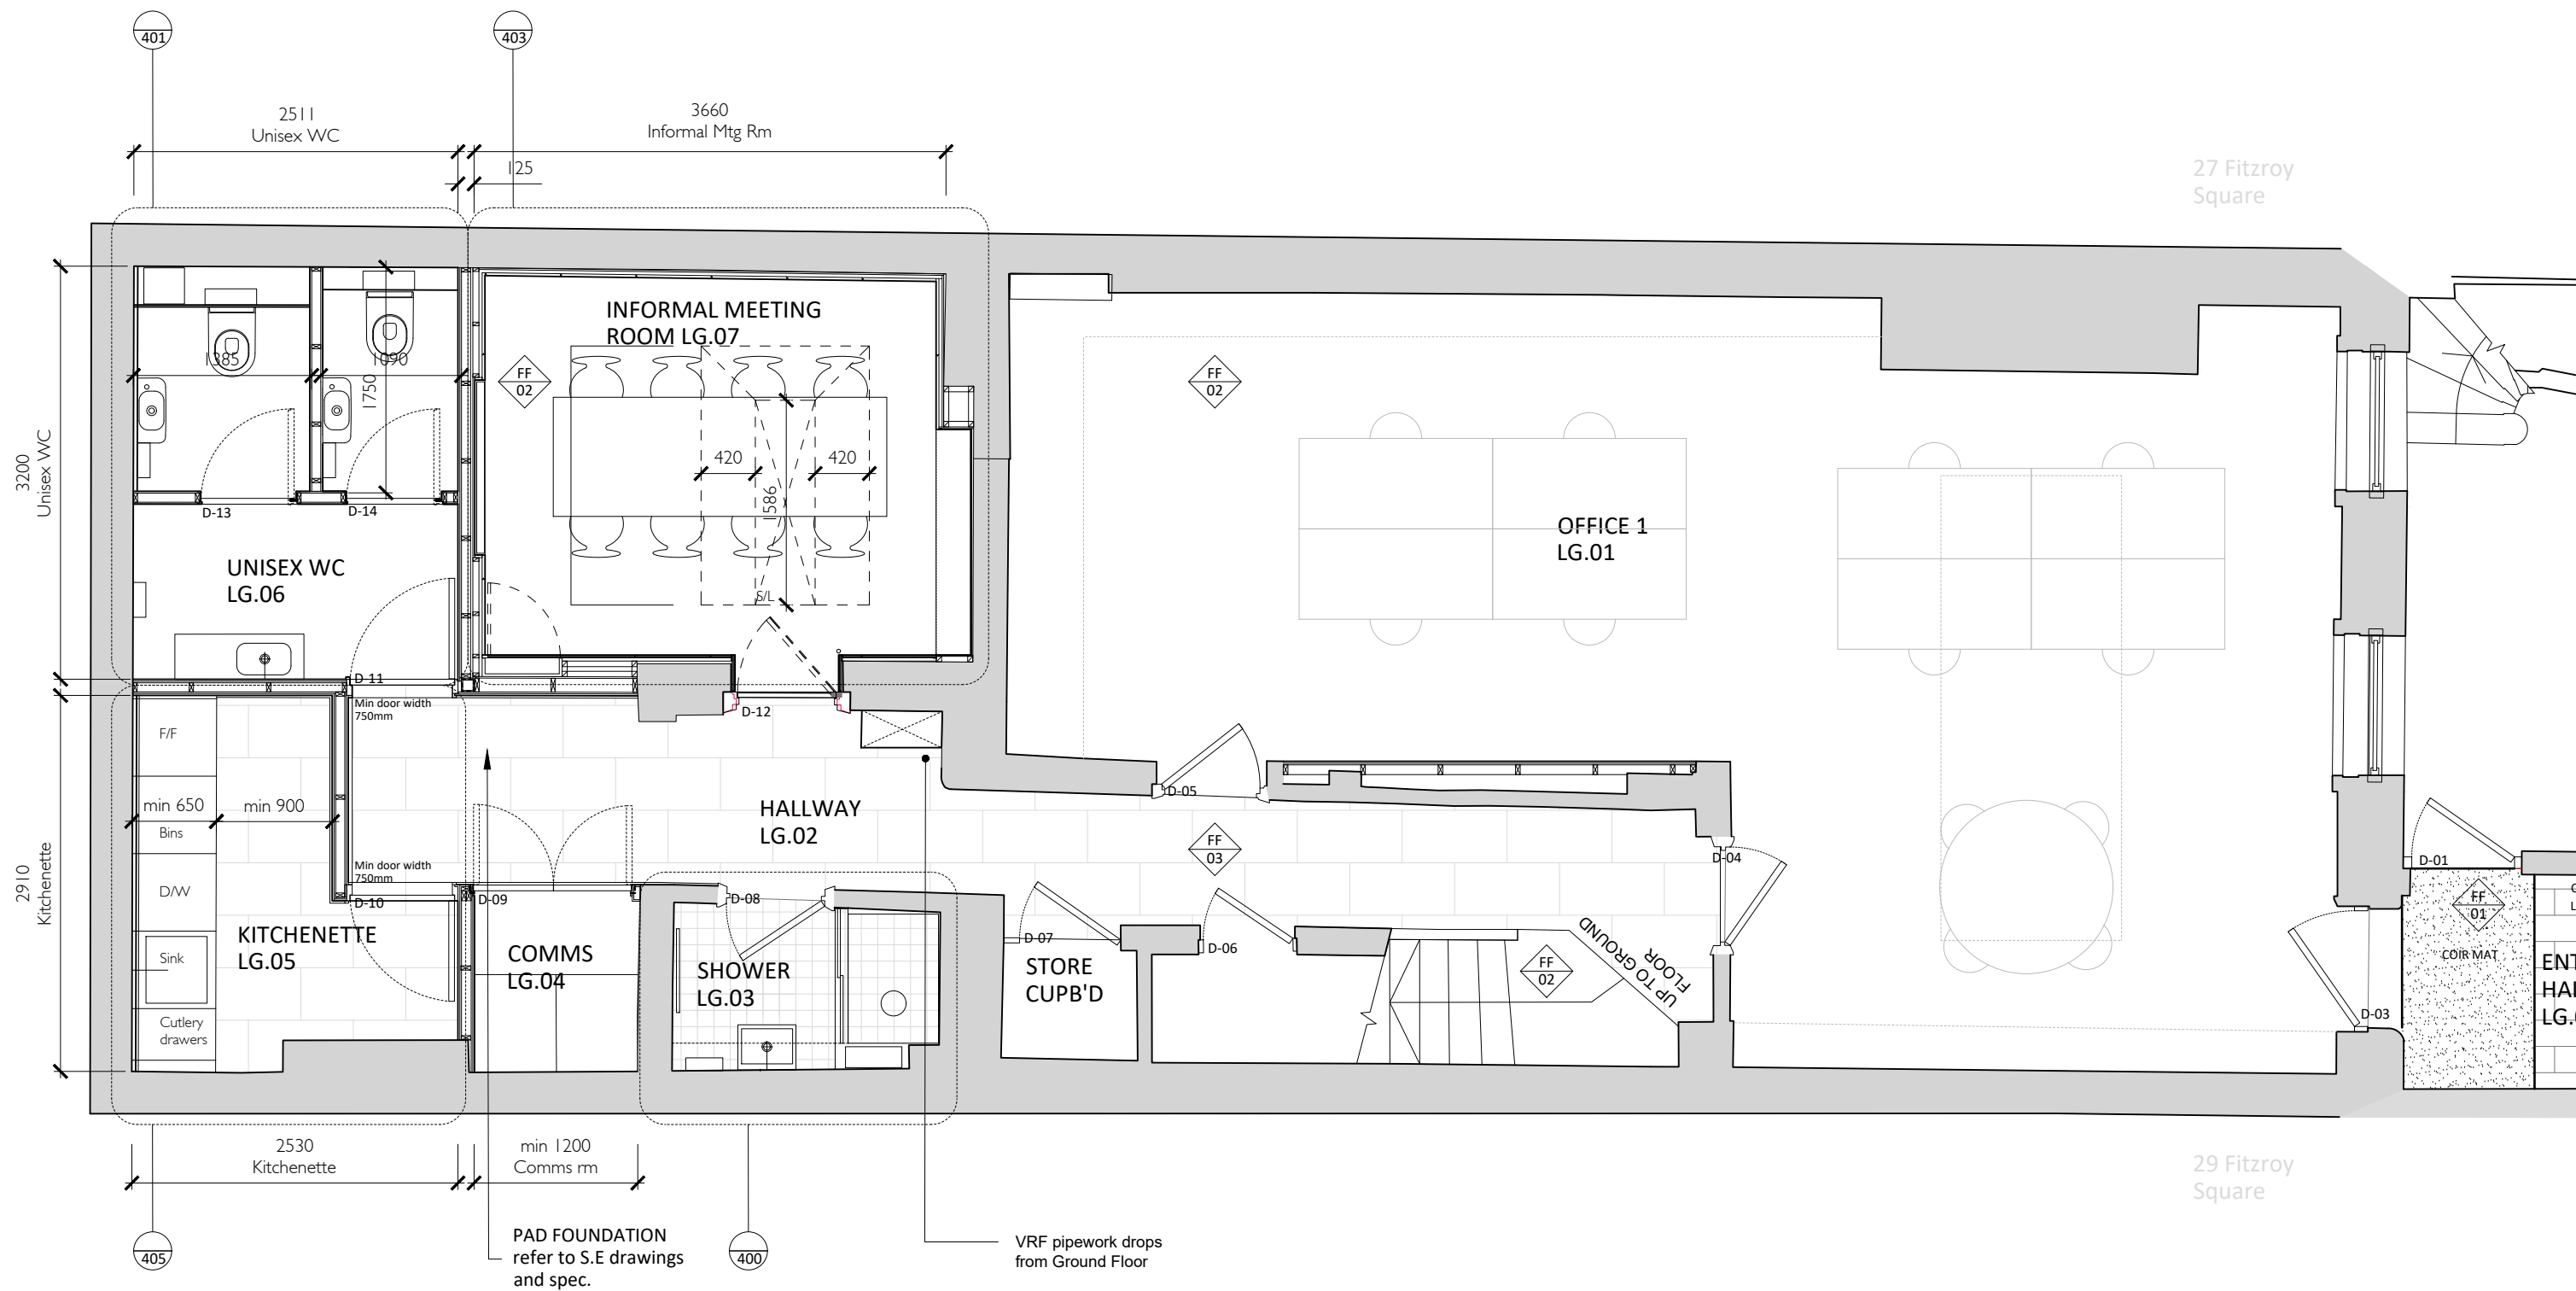 401
403
2511
Unisex WC
3660
Informal Mtg Rm
125
27 Fitzroy
Square
INFORMAL MEETING
ROOM LG.07
1385
1090
1750
FF
02
FF
02
420
420
1586
S/L
3200
Unisex WC
D-13
D-14
OFFICE 1
LG.01
UNISEX WC
LG.06
D-11
Min door width
750mm
D-12
F/F
D-05
min 650
min 900
HALLWAY
LG.02
Bins
FF
03
D-04
D-01
Min door width
750mm
2910
Kitchenette
D/W
D-10
D-09
D-08
FF
01
KITCHENETTE
LG.05
COMMS
LG.04
SHOWER
LG.03
D-07
D-06
UP TO GROUND
FLOOR
STORE
CUPB'D
FF
02
COIR MAT
Sink
D-03
Cutlery
drawers
2530
Kitchenette
min 1200
Comms rm
29 Fitzroy
Square
405
PAD FOUNDATION
refer to S.E drawings
and spec.
400
VRF pipework drops
from Ground Floor